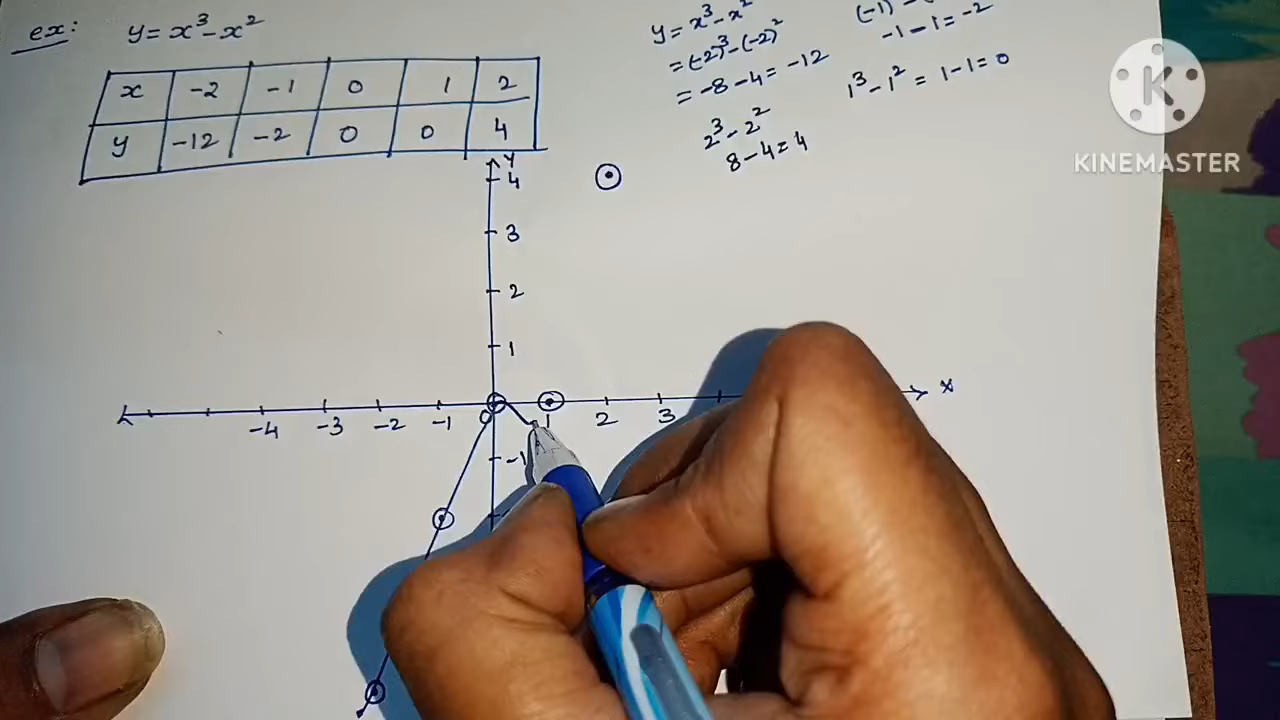 ex: y = x³ - x²
x -2 -1 0 1 2
y -12 -2 0 0 4
y = x³ - x²
= (-2)³ - (-2)²
= -8 - 4 = -12
2³ - 2²
8 - 4 = 4
(-1)
-1 - 1 = -2
1³ - 1² = 1 - 1 = 0
KINEMASTER
Y
4
3
2
1
-4 -3 -2 -1 0 1 2 3
X
-1